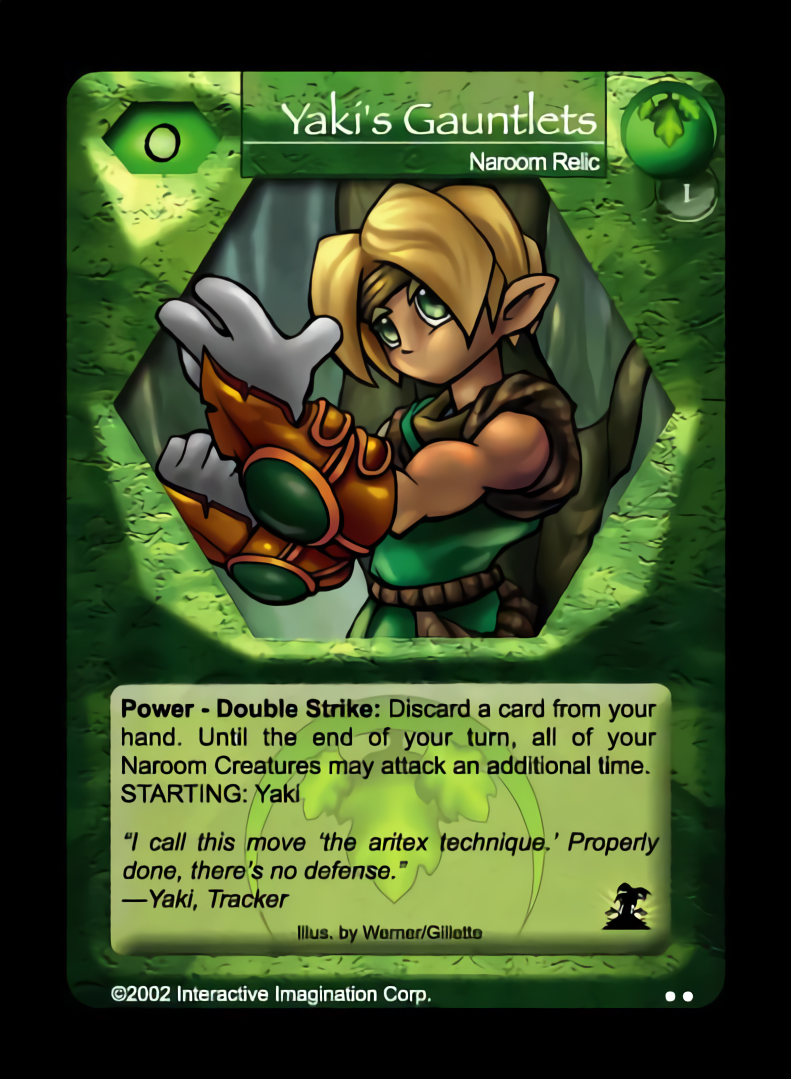 0
Yaki's Gauntlets
Naroom Relic
1
Power - Double Strike: Discard a card from your
hand. Until the end of your turn, all of your
Naroom Creatures may attack an additional time.
STARTING: Yaki
"I call this move 'the aritex technique.' Properly
done, there's no defense."
—Yaki, Tracker
Illus. by Werner/Gillette
©2002 Interactive Imagination Corp.